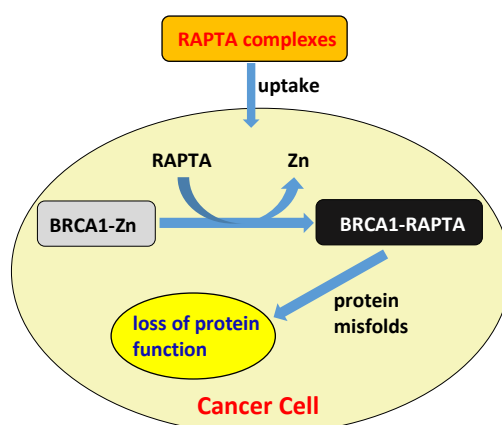 RAPTA complexes
uptake
RAPTA
Zn
BRCA1-Zn
BRCA1-RAPTA
protein
misfolds
loss of protein
function
Cancer Cell